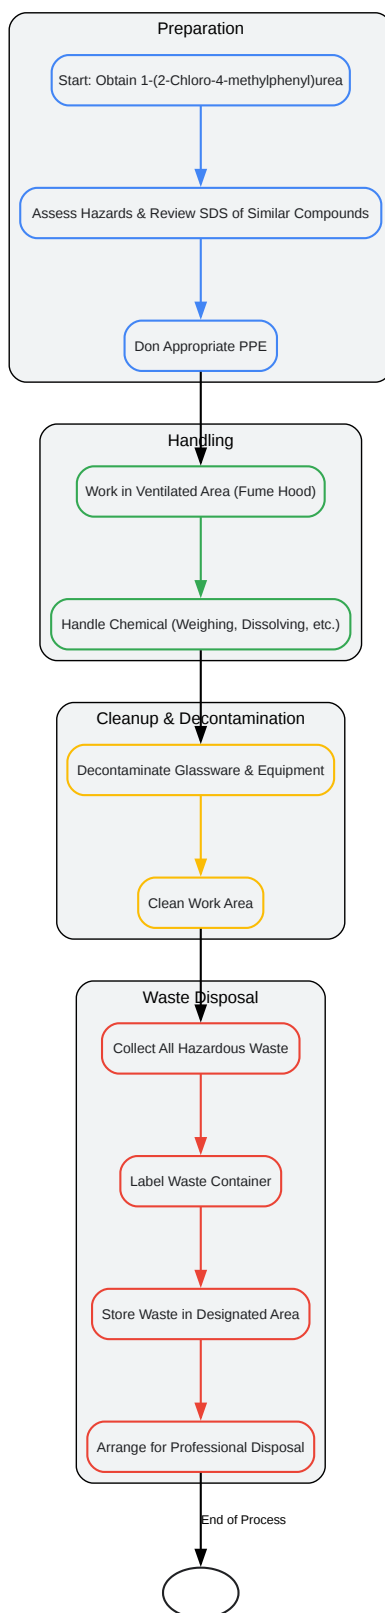 Preparation
Start: Obtain 1-(2-Chloro-4-methylphenyl)urea
Assess Hazards & Review SDS of Similar Compounds
Don Appropriate PPE
Handling
Work in Ventilated Area (Fume Hood)
Handle Chemical (Weighing, Dissolving, etc.)
Cleanup & Decontamination
Decontaminate Glassware & Equipment
Clean Work Area
Waste Disposal
Collect All Hazardous Waste
Label Waste Container
Store Waste in Designated Area
Arrange for Professional Disposal
End of Process